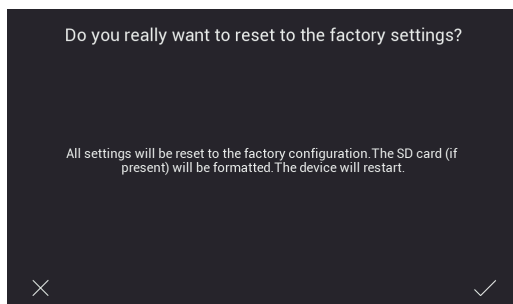 Do you really want to reset to the factory settings?
All settings will be reset to the factory configuration.The SD card (if
present) will be formatted.The device will restart.